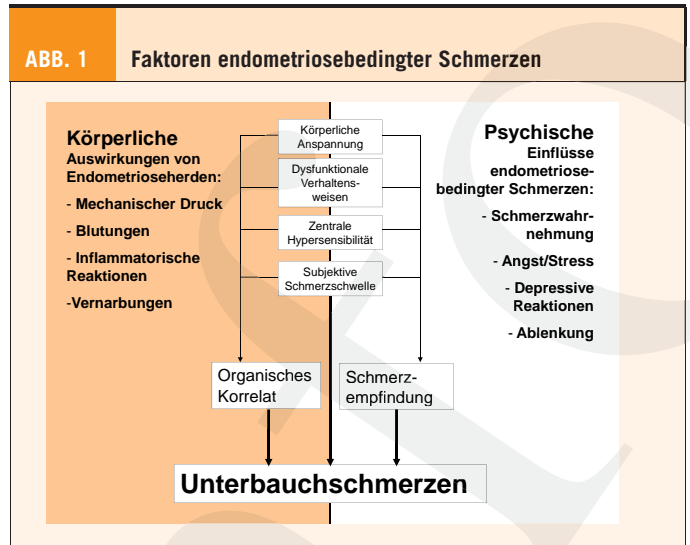 ABB. 1 Faktoren endometriosebedingter Schmerzen
Körperliche
Auswirkungen von
Endometrioseherden:
- Mechanischer Druck
- Blutungen
- Inflammatorische
Reaktionen
-Vernarbungen
Körperliche
Anspannung
Dysfunktionale
Verhaltens-
weisen
Zentrale
Hypersensibilität
Subjektive
Schmerzschwelle
Psychische
Einflüsse
endometriose-
bedingter Schmerzen:
- Schmerzwahr-
nehmung
- Angst/Stress
- Depressive
Reaktionen
- Ablenkung
Organisches
Korrelat
Schmerz-
empfindung
Unterbauchschmerzen